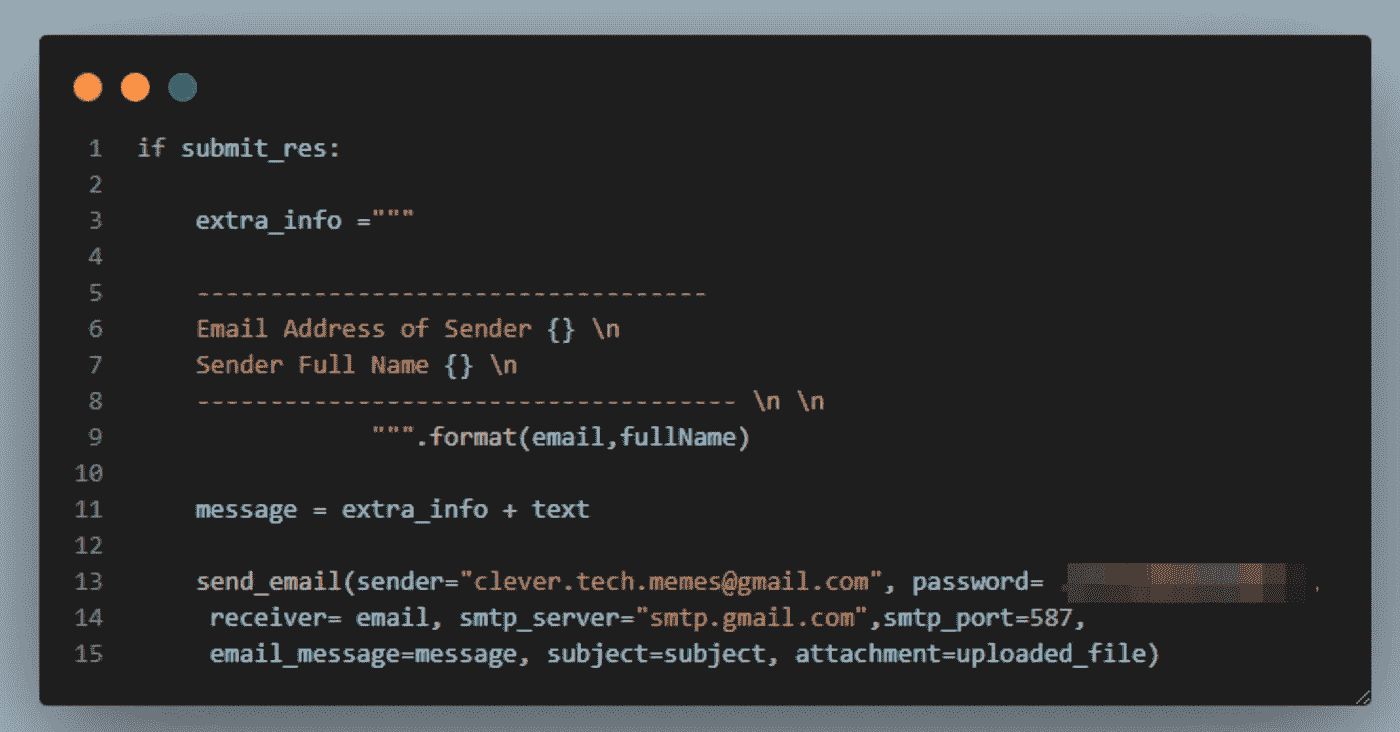 1 if submit_res:
2
3 extra_info ="""
4
5 -----------------------------------
6 Email Address of Sender {} \n
7 Sender Full Name {} \n
8 ------------------------------------- \n \n
9 """.format(email,fullName)
10
11 message = extra_info + text
12
13 send_email(sender="clever.tech.memes@gmail.com", password= ,
14 receiver= email, smtp_server="smtp.gmail.com",smtp_port=587,
15 email_message=message, subject=subject, attachment=uploaded_file)